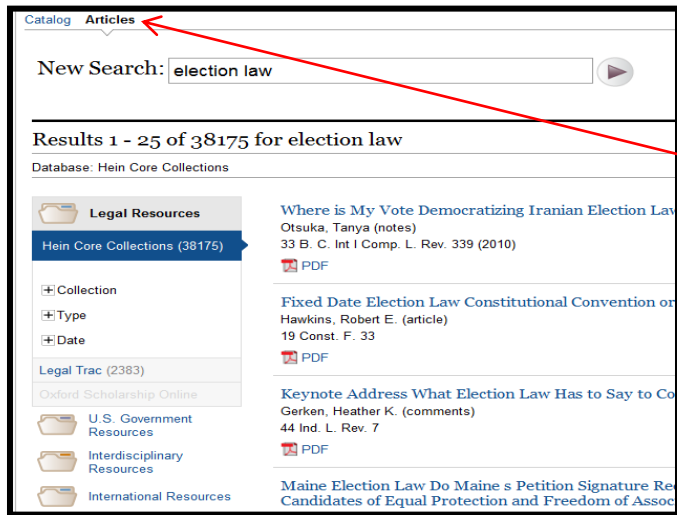 Catalog Articles
New Search: election law
Results 1 - 25 of 38175 for election law
Database: Hein Core Collections
Legal Resources
Hein Core Collections (38175)
Collection
Type
Date
Legal Trac (2383)
Oxford Scholarship Online
U.S. Government
Resources
Interdisciplinary
Resources
International Resources
Where is My Vote Democratizing Iranian Election Law
Otsuka, Tanya (notes)
33 B. C. Int l Comp. L. Rev. 339 (2010)
PDF
Fixed Date Election Law Constitutional Convention or
Hawkins, Robert E. (article)
19 Const. F. 33
PDF
Keynote Address What Election Law Has to Say to Co
Gerken, Heather K. (comments)
44 Ind. L. Rev. 7
PDF
Maine Election Law Do Maine s Petition Signature Re
Candidates of Equal Protection and Freedom of Assoc